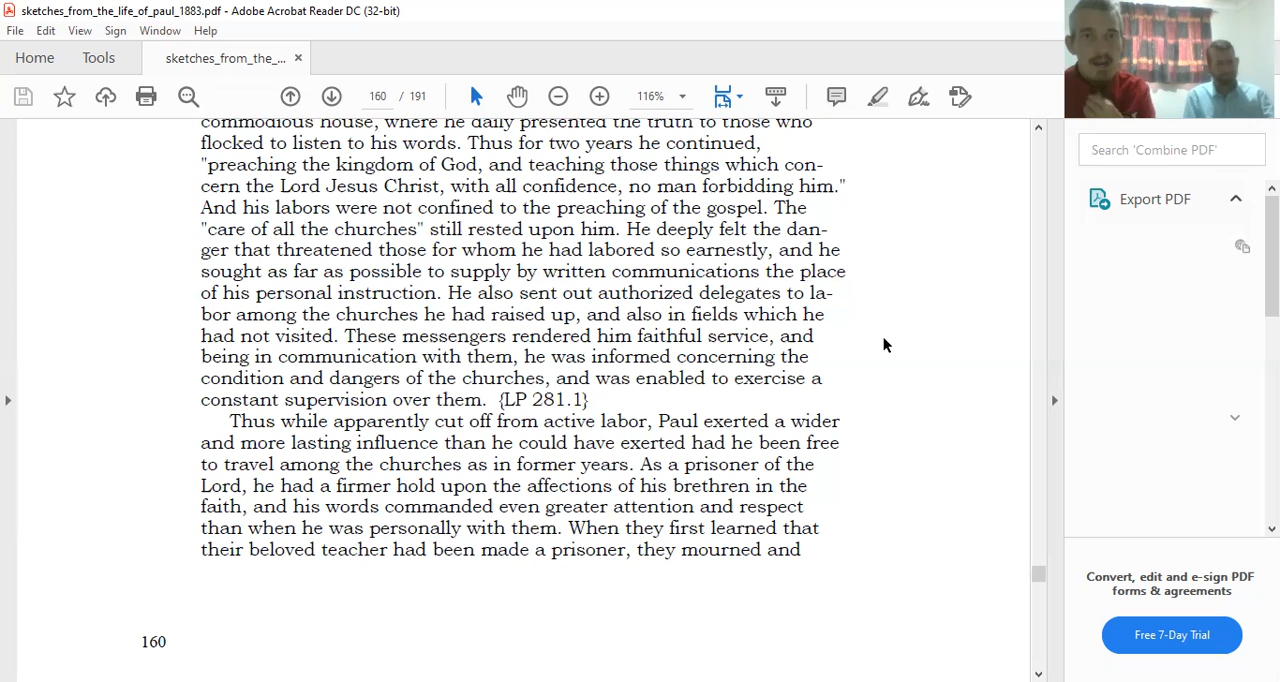 sketches_from_the_life_of_paul_1883.pdf - Adobe Acrobat Reader DC (32-bit)
File Edit View Sign Window Help
Home Tools sketches_from_the_... ×
160 / 191 116%
commodious house, where he daily presented the truth to those who
flocked to listen to his words. Thus for two years he continued,
"preaching the kingdom of God, and teaching those things which con-
cern the Lord Jesus Christ, with all confidence, no man forbidding him."
And his labors were not confined to the preaching of the gospel. The
"care of all the churches" still rested upon him. He deeply felt the dan-
ger that threatened those for whom he had labored so earnestly, and he
sought as far as possible to supply by written communications the place
of his personal instruction. He also sent out authorized delegates to la-
bor among the churches he had raised up, and also in fields which he
had not visited. These messengers rendered him faithful service, and
being in communication with them, he was informed concerning the
condition and dangers of the churches, and was enabled to exercise a
constant supervision over them. {LP 281.1}
Thus while apparently cut off from active labor, Paul exerted a wider
and more lasting influence than he could have exerted had he been free
to travel among the churches as in former years. As a prisoner of the
Lord, he had a firmer hold upon the affections of his brethren in the
faith, and his words commanded even greater attention and respect
than when he was personally with them. When they first learned that
their beloved teacher had been made a prisoner, they mourned and
160
Search 'Combine PDF'
Export PDF
Convert, edit and e-sign PDF
forms & agreements
Free 7-Day Trial